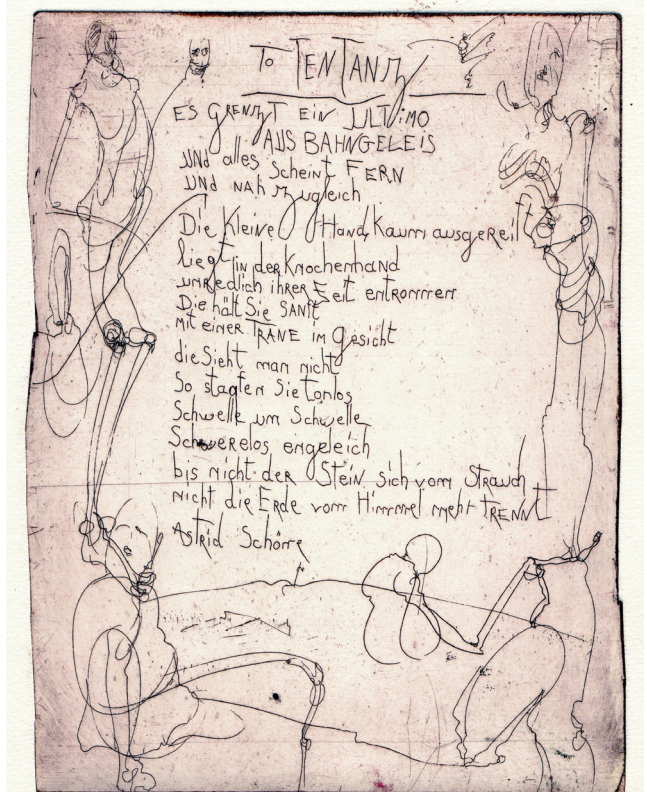 ToTENTANZ
ES GRENZT EIN ULTIMO
AUS BAHNGELEIS
UND alles Scheint FERN
UND NAH Zugleich
Die Kleine Hand, Kaum ausgereift
liegt in der Knochenhand
unredlich ihrer Zeit entronnen
Die hält Sie SANft
mit einer TRÄNE im Gesicht
die Sieht man nicht
So stapfen Sie Tonlos
Schwelle um Schwelle
Schwerelos engeleich
bis nicht der Stein sich vom Strauch
nicht die Erde vom Himmel mehr TRENNT
Astrid Schörre